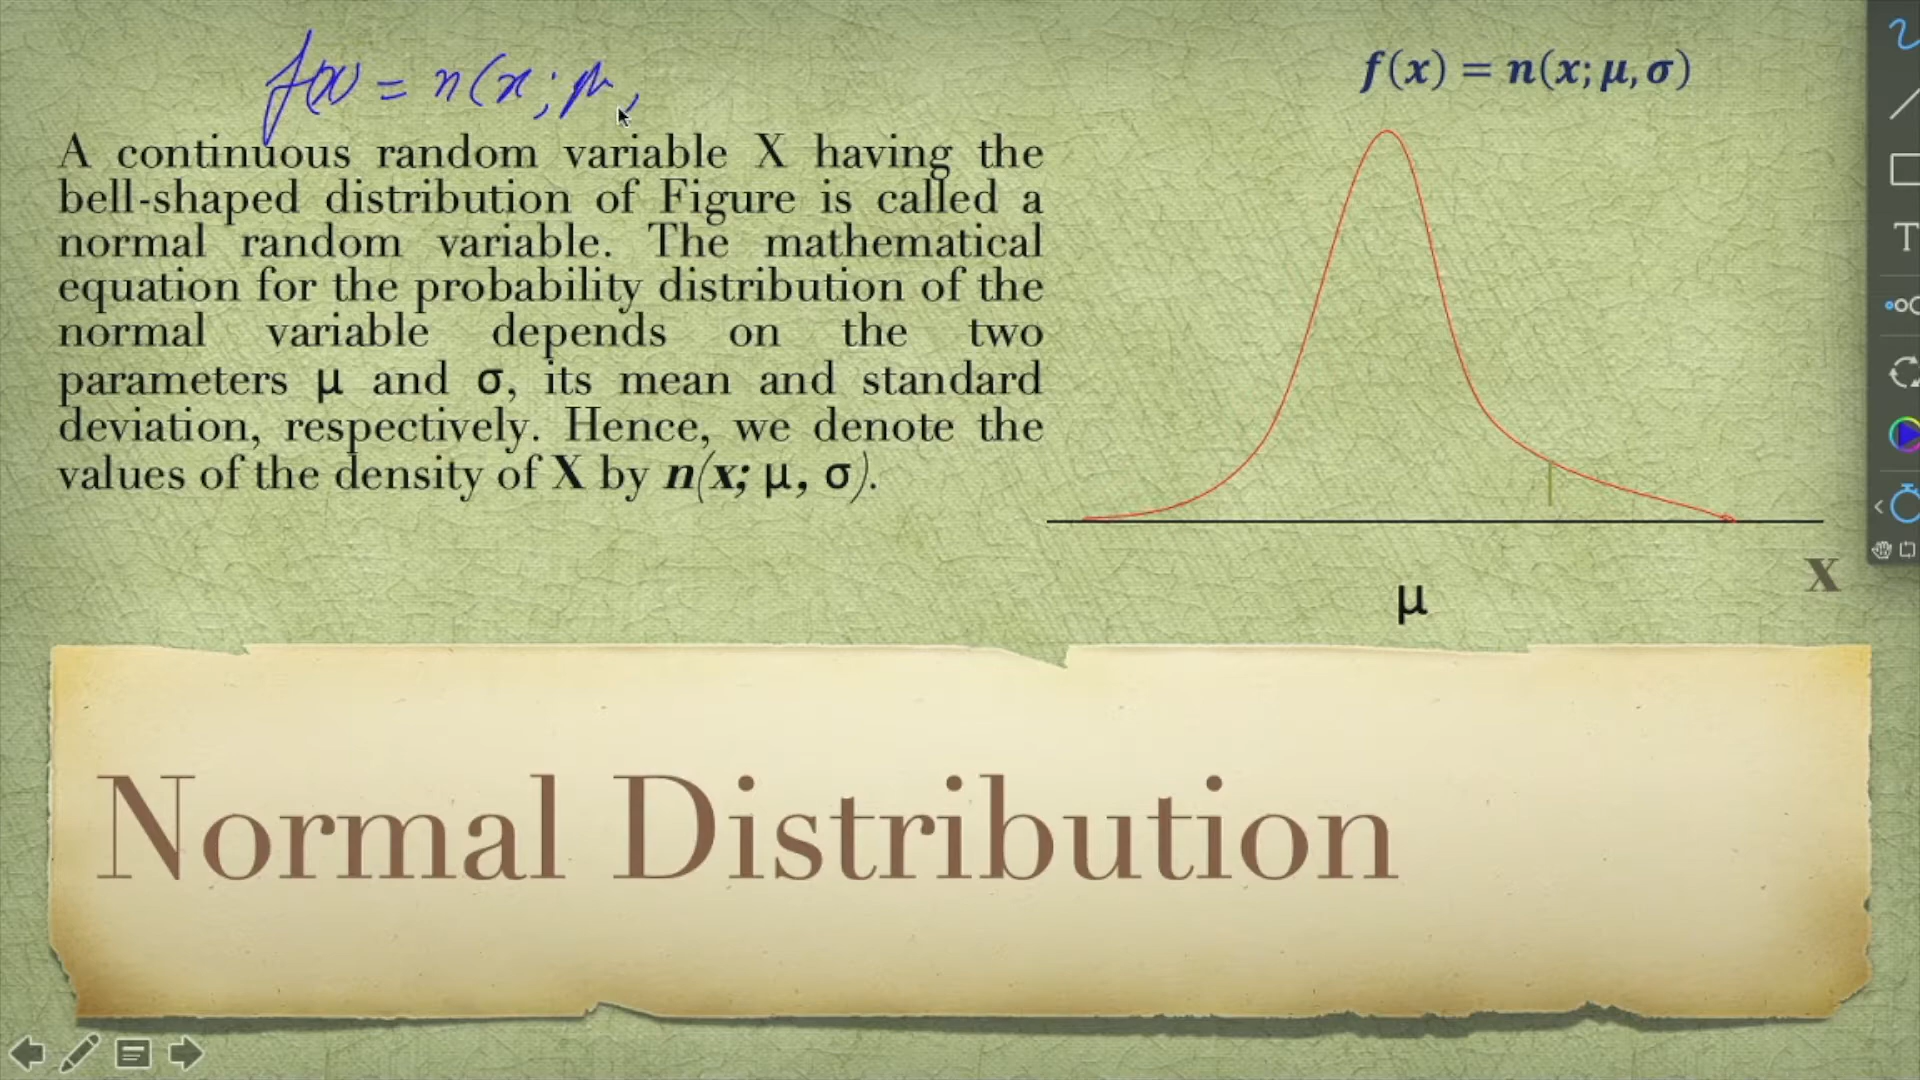 f(x) = n(x; μ,
f(x) = n(x; μ, σ)
A continuous random variable X having the
bell-shaped distribution of Figure is called a
normal random variable. The mathematical
equation for the probability distribution of the
normal variable depends on the two
parameters μ and σ, its mean and standard
deviation, respectively. Hence, we denote the
values of the density of X by n(x; μ, σ).
x
μ
Normal Distribution
T